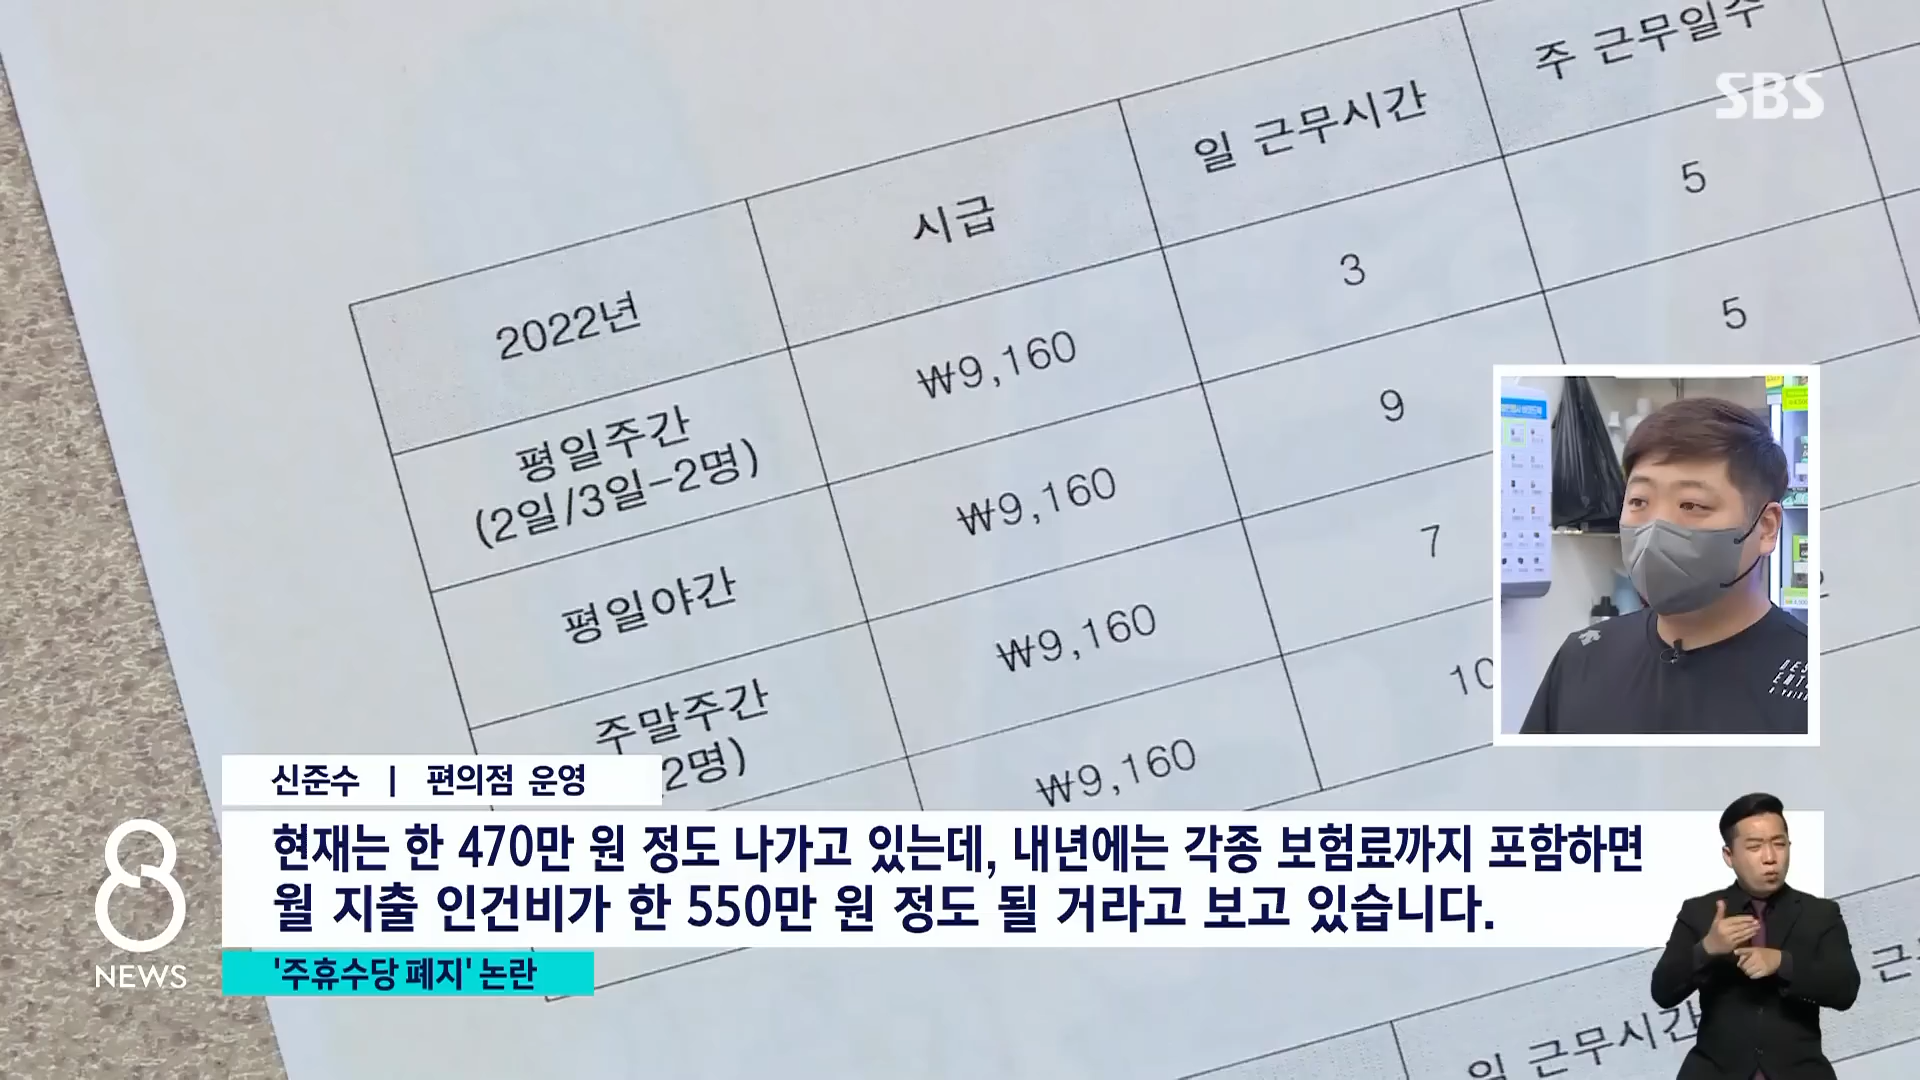 주 근무일수
SBS
일 근무시간
시급
2022년
5
3
₩9,160
평일주간
(2일/3일-2명)
5
9
₩9,160
평일야간
7
₩9,160
주말주간
2명)
10
₩9,160
신준수 | 편의점 운영
현재는 한 470만 원 정도 나가고 있는데, 내년에는 각종 보험료까지 포함하면
월 지출 인건비가 한 550만 원 정도 될 거라고 보고 있습니다.
8
NEWS
'주휴수당 폐지' 논란
일 근무시간
근